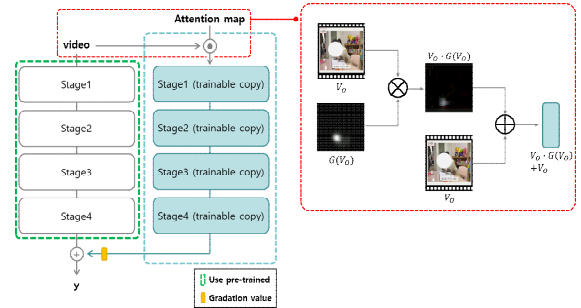 Attention map
video
Stage1
Stage2
Stage3
Stage4
Stage1 (trainable copy)
Stage2 (trainable copy)
Stage3 (trainable copy)
Stage4 (trainable copy)
y
Use pre-trained
Gradation value
V_O
G(V_O)
V_O · G(V_O)
V_O
V_O · G(V_O)
+V_O